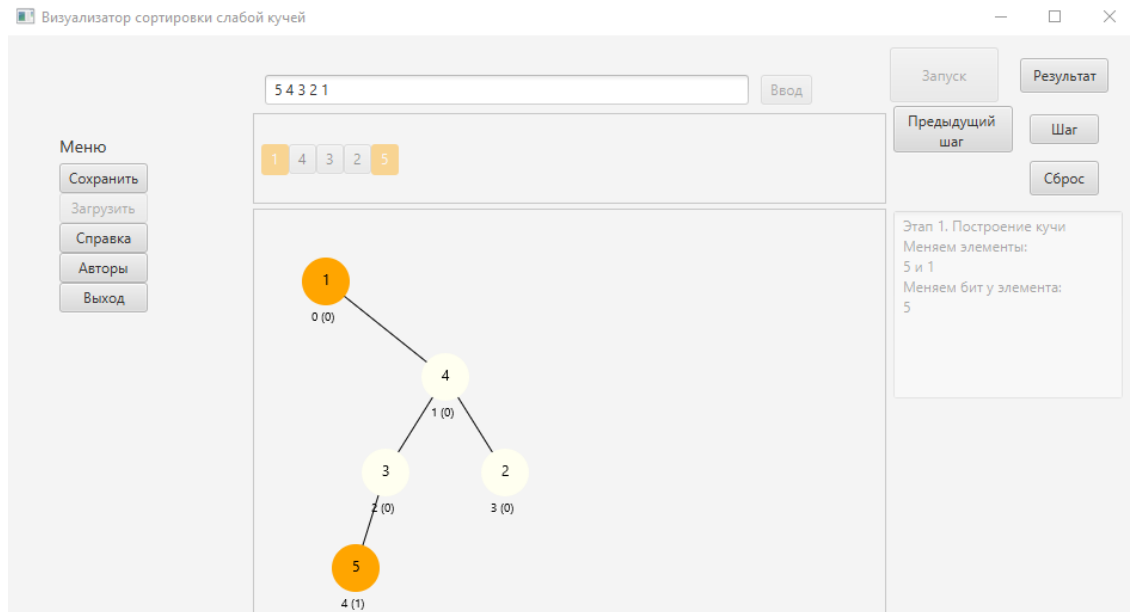 Визуализатор сортировки слабой кучей
5 4 3 2 1
Ввод
Запуск
Результат
Предыдущий
шаг
Шаг
Сброс
Меню
Сохранить
Загрузить
Справка
Авторы
Выход
1 4 3 2 5
Этап 1. Построение кучи
Меняем элементы:
5 и 1
Меняем бит у элемента:
5
1
0 (0)
4
1 (0)
3
2
2 (0)
3 (0)
5
4 (1)